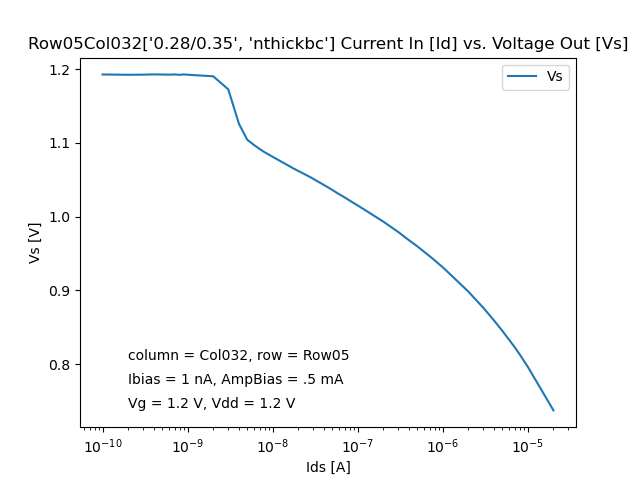 Row05Col032['0.28/0.35', 'nthickbc'] Current In [Id] vs. Voltage Out [Vs]
Vs
1.2
1.1
1.0
0.9
0.8
Vs [V]
column = Col032, row = Row05
Ibias = 1 nA, AmpBias = .5 mA
Vg = 1.2 V, Vdd = 1.2 V
10⁻¹⁰ 10⁻⁹ 10⁻⁸ 10⁻⁷ 10⁻⁶ 10⁻⁵
Ids [A]